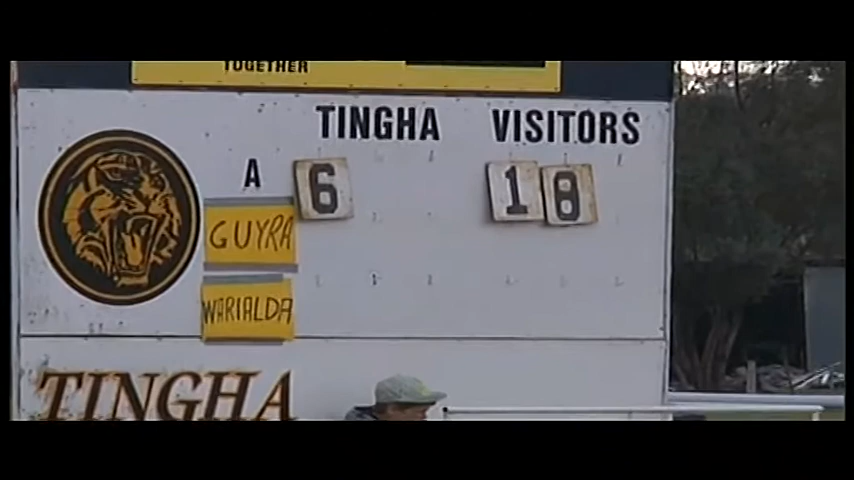 TOGETHER
TINGHA VISITORS
A 6 18
GUYRA
WARIALDA
TINGHA